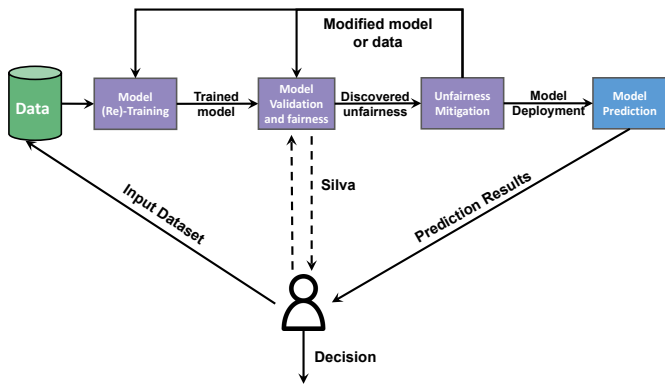 Modified model
or data
Data
Model
(Re)-Training
Trained
model
Model
Validation
and fairness
Discovered
unfairness
Unfairness
Mitigation
Model
Deployment
Model
Prediction
Silva
Input Dataset
Prediction Results
Decision